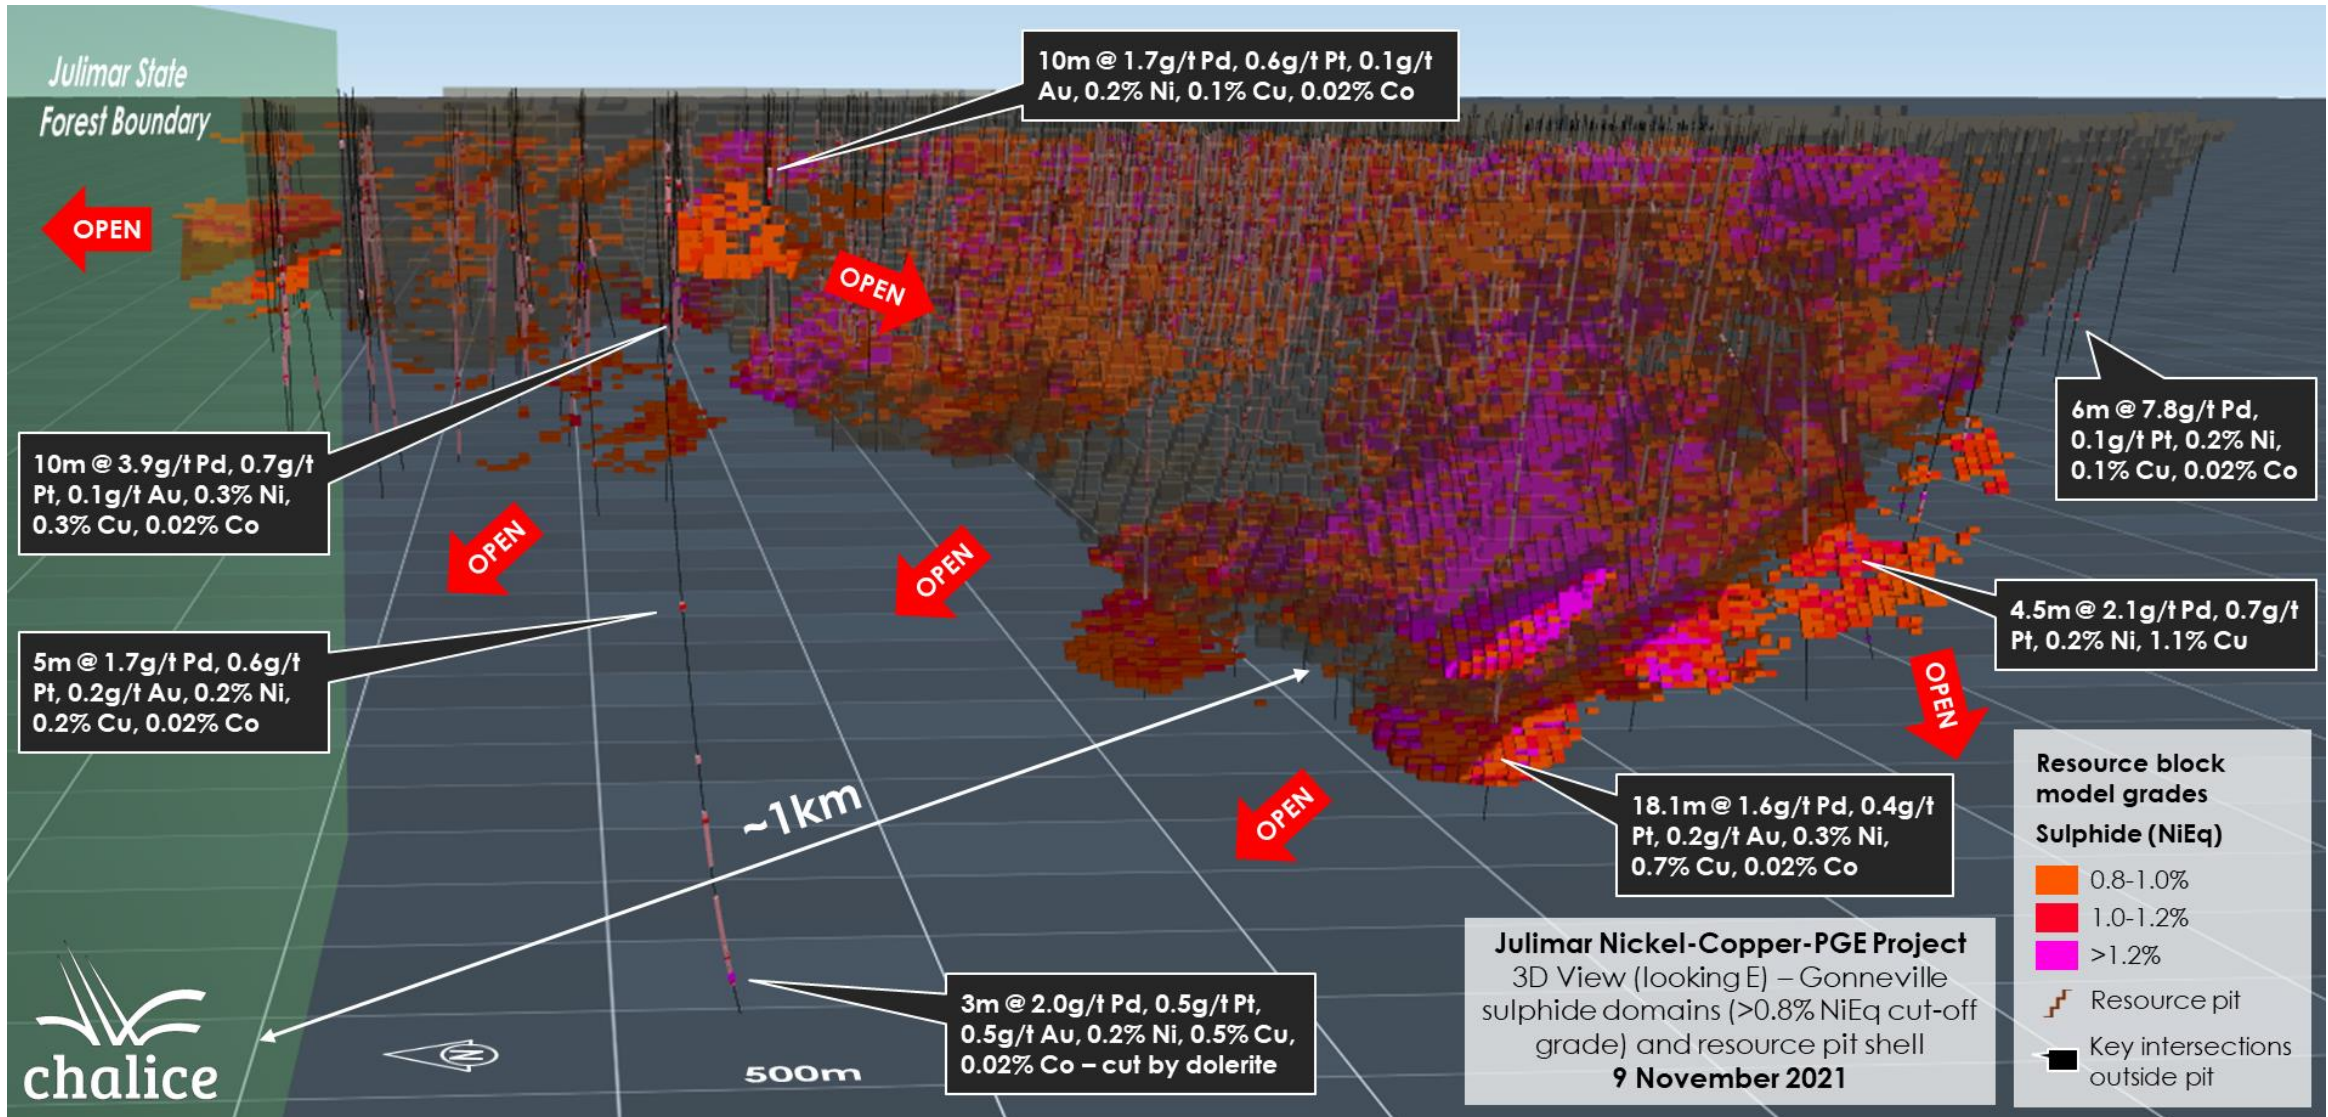 Julimar State
Forest Boundary
10m @ 1.7g/t Pd, 0.6g/t Pt, 0.1g/t
Au, 0.2% Ni, 0.1% Cu, 0.02% Co
OPEN
OPEN
6m @ 7.8g/t Pd,
0.1g/t Pt, 0.2% Ni,
0.1% Cu, 0.02% Co
10m @ 3.9g/t Pd, 0.7g/t
Pt, 0.1g/t Au, 0.3% Ni,
0.3% Cu, 0.02% Co
OPEN
OPEN
4.5m @ 2.1g/t Pd, 0.7g/t
Pt, 0.2% Ni, 1.1% Cu
5m @ 1.7g/t Pd, 0.6g/t
Pt, 0.2g/t Au, 0.2% Ni,
0.2% Cu, 0.02% Co
OPEN
~1km
OPEN
18.1m @ 1.6g/t Pd, 0.4g/t
Pt, 0.2g/t Au, 0.3% Ni,
0.7% Cu, 0.02% Co
Resource block
model grades
Sulphide (NiEq)
0.8-1.0%
1.0-1.2%
>1.2%
Resource pit
Key intersections
outside pit
Julimar Nickel-Copper-PGE Project
3D View (looking E) – Gonneville
sulphide domains (>0.8% NiEq cut-off
grade) and resource pit shell
9 November 2021
3m @ 2.0g/t Pd, 0.5g/t Pt,
0.5g/t Au, 0.2% Ni, 0.5% Cu,
0.02% Co – cut by dolerite
N
500m
chalice